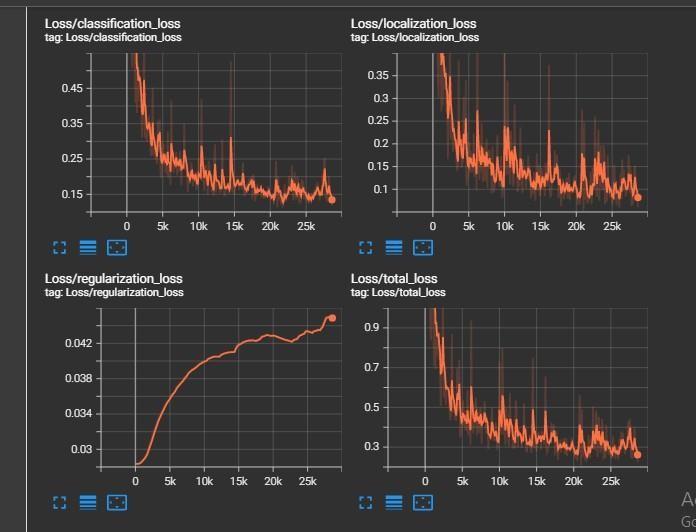 Loss/classification_loss
tag: Loss/classification_loss
0.45
0.35
0.25
0.15
0 5k 10k 15k 20k 25k
Loss/localization_loss
tag: Loss/localization_loss
0.35
0.3
0.25
0.2
0.15
0.1
0 5k 10k 15k 20k 25k
Loss/regularization_loss
tag: Loss/regularization_loss
0.042
0.038
0.034
0.03
0 5k 10k 15k 20k 25k
Loss/total_loss
tag: Loss/total_loss
0.9
0.7
0.5
0.3
0 5k 10k 15k 20k 25k